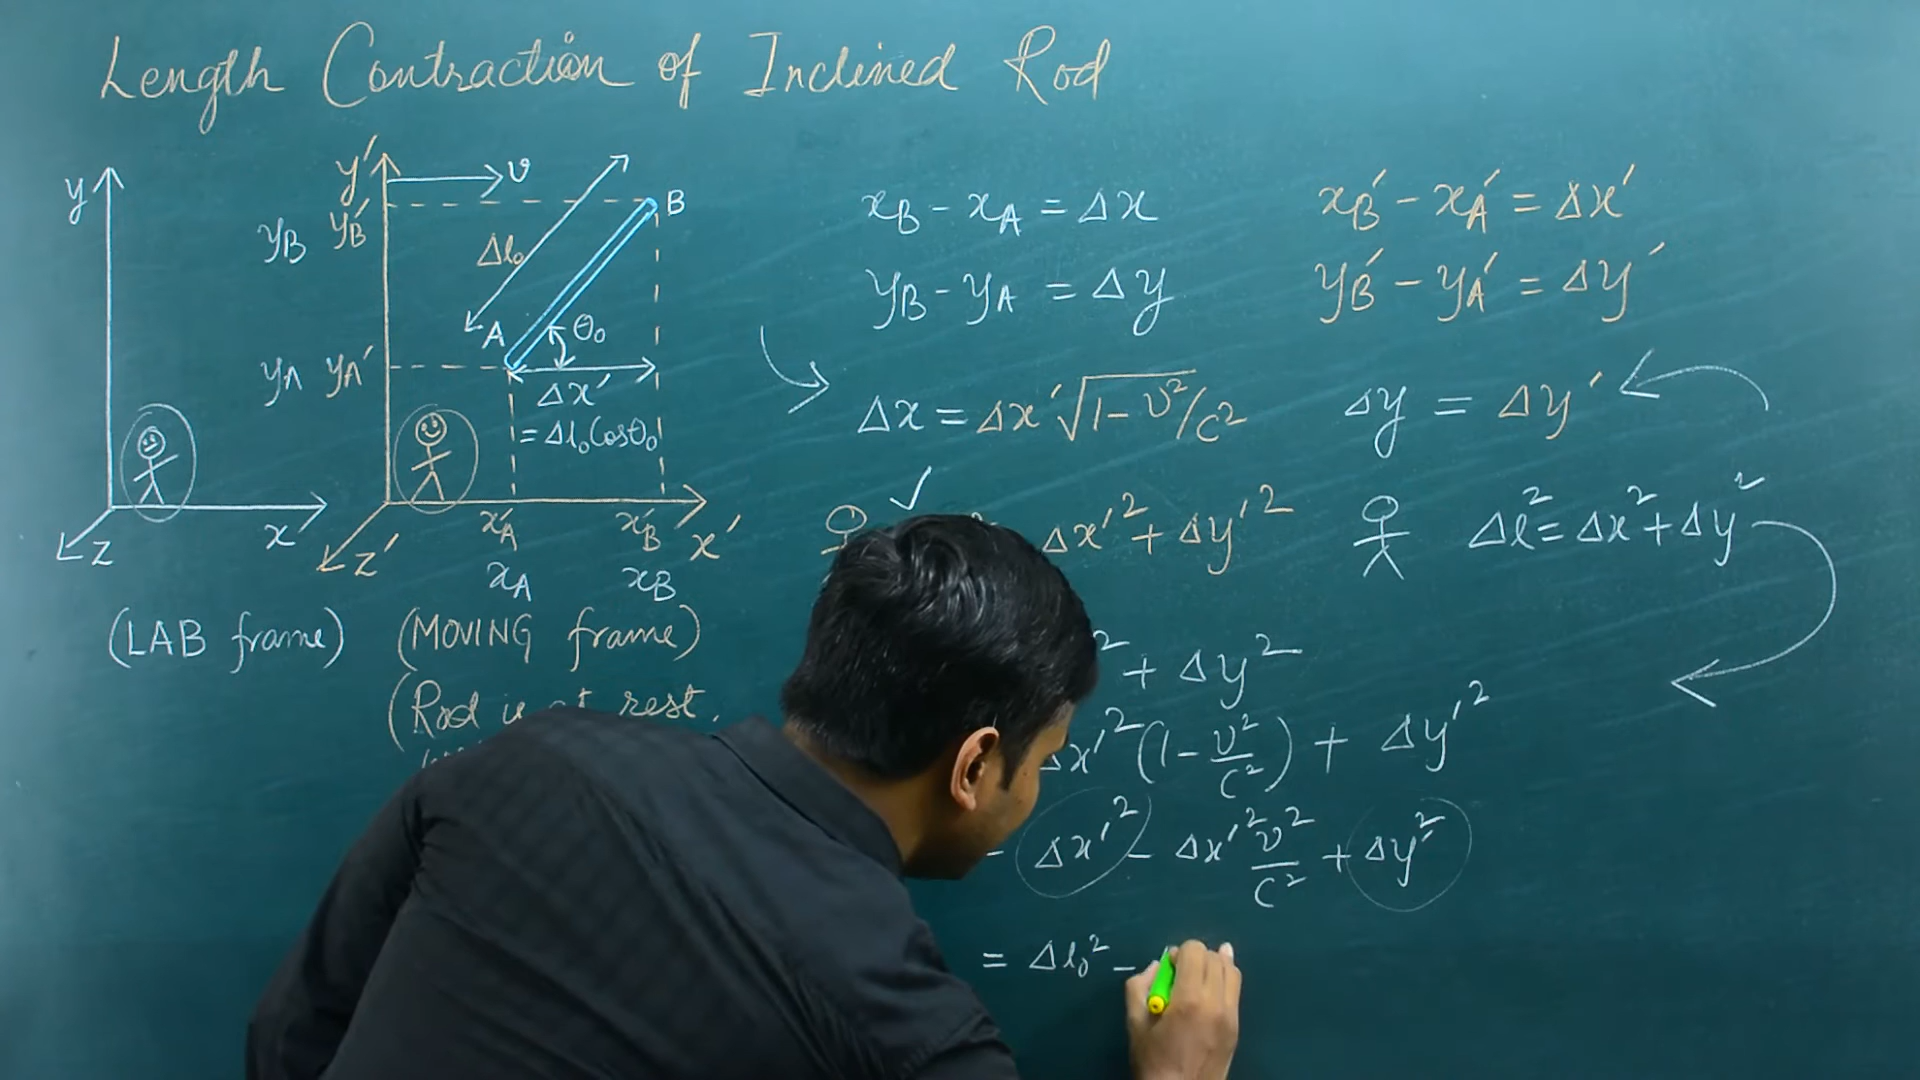 Length Contraction of Inclined Rod
y
y'
v
B
y_B y_B'
Δl₀
A
θ₀
y_A y_A'
Δx'
= Δl₀ Cosθ₀
x
z
x_A' x_B' x'
z'
x_A x_B
(LAB frame)
(MOVING frame)
(Rod is at rest.
x_B - x_A = Δx
y_B - y_A = Δy
x_B' - x_A' = Δx'
y_B' - y_A' = Δy'
Δx = Δx' √1 - v²/c²
Δy = Δy'
Δx'² + Δy'²
Δl² = Δx² + Δy²
² + Δy²
Δx'² (1 - v²/c²) + Δy'²
Δx'² - Δx'² v²/c² + Δy'²
= Δl₀² -